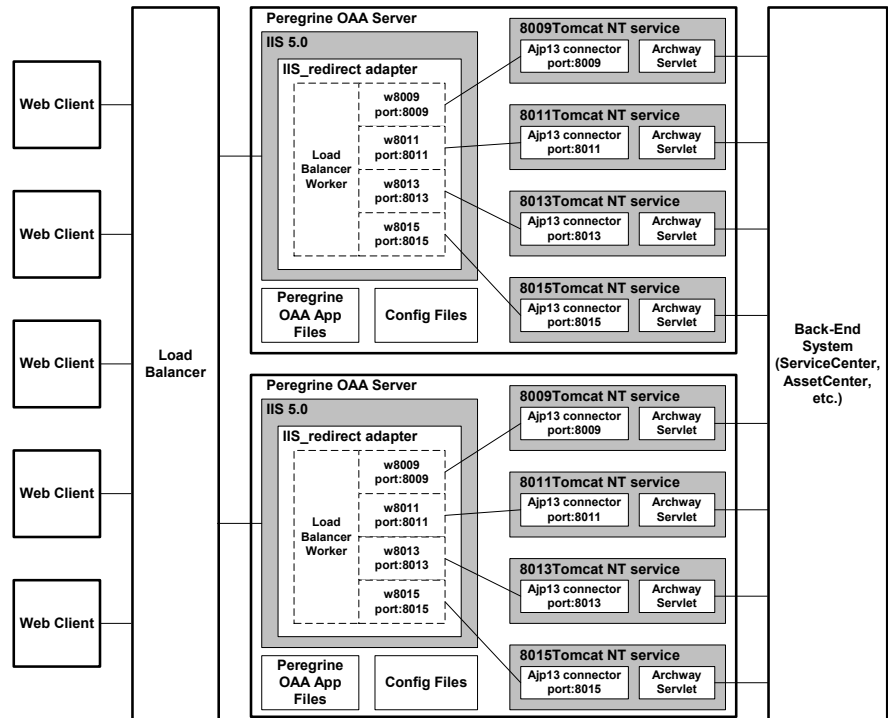 Web Client
Web Client
Web Client
Web Client
Web Client
Load
Balancer
Peregrine OAA Server
IIS 5.0
IIS_redirect adapter
Load
Balancer
Worker
w8009
port:8009
w8011
port:8011
w8013
port:8013
w8015
port:8015
Peregrine
OAA App
Files
Config Files
8009Tomcat NT service
Ajp13 connector
port:8009
Archway
Servlet
8011Tomcat NT service
Ajp13 connector
port:8011
Archway
Servlet
8013Tomcat NT service
Ajp13 connector
port:8013
Archway
Servlet
8015Tomcat NT service
Ajp13 connector
port:8015
Archway
Servlet
Peregrine OAA Server
IIS 5.0
IIS_redirect adapter
Load
Balancer
Worker
w8009
port:8009
w8011
port:8011
w8013
port:8013
w8015
port:8015
Peregrine
OAA App
Files
Config Files
8009Tomcat NT service
Ajp13 connector
port:8009
Archway
Servlet
8011Tomcat NT service
Ajp13 connector
port:8011
Archway
Servlet
8013Tomcat NT service
Ajp13 connector
port:8013
Archway
Servlet
8015Tomcat NT service
Ajp13 connector
port:8015
Archway
Servlet
Back-End
System
(ServiceCenter,
AssetCenter,
etc.)